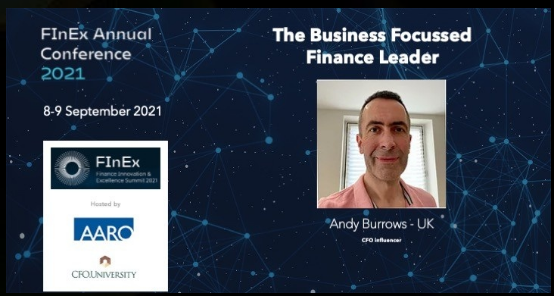 FInEx Annual
Conference
2021
8-9 September 2021
FInEx
Finance Innovation &
Excellence Summit 2021
Hosted by
AARO
CFO.UNIVERSITY
The Business Focussed
Finance Leader
Andy Burrows - UK
CFO Influencer